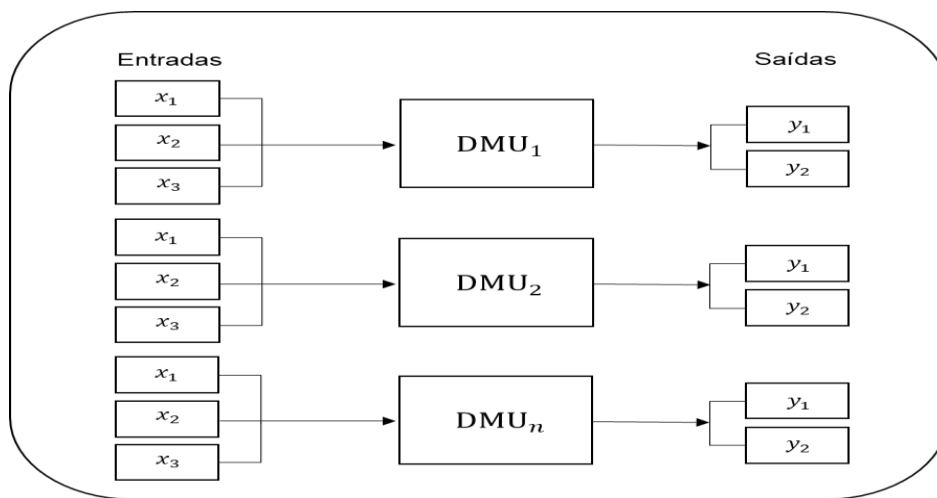 Entradas
Saídas
x₁
x₂
x₃
DMU₁
y₁
y₂
x₁
x₂
x₃
DMU₂
y₁
y₂
x₁
x₂
x₃
DMUₙ
y₁
y₂